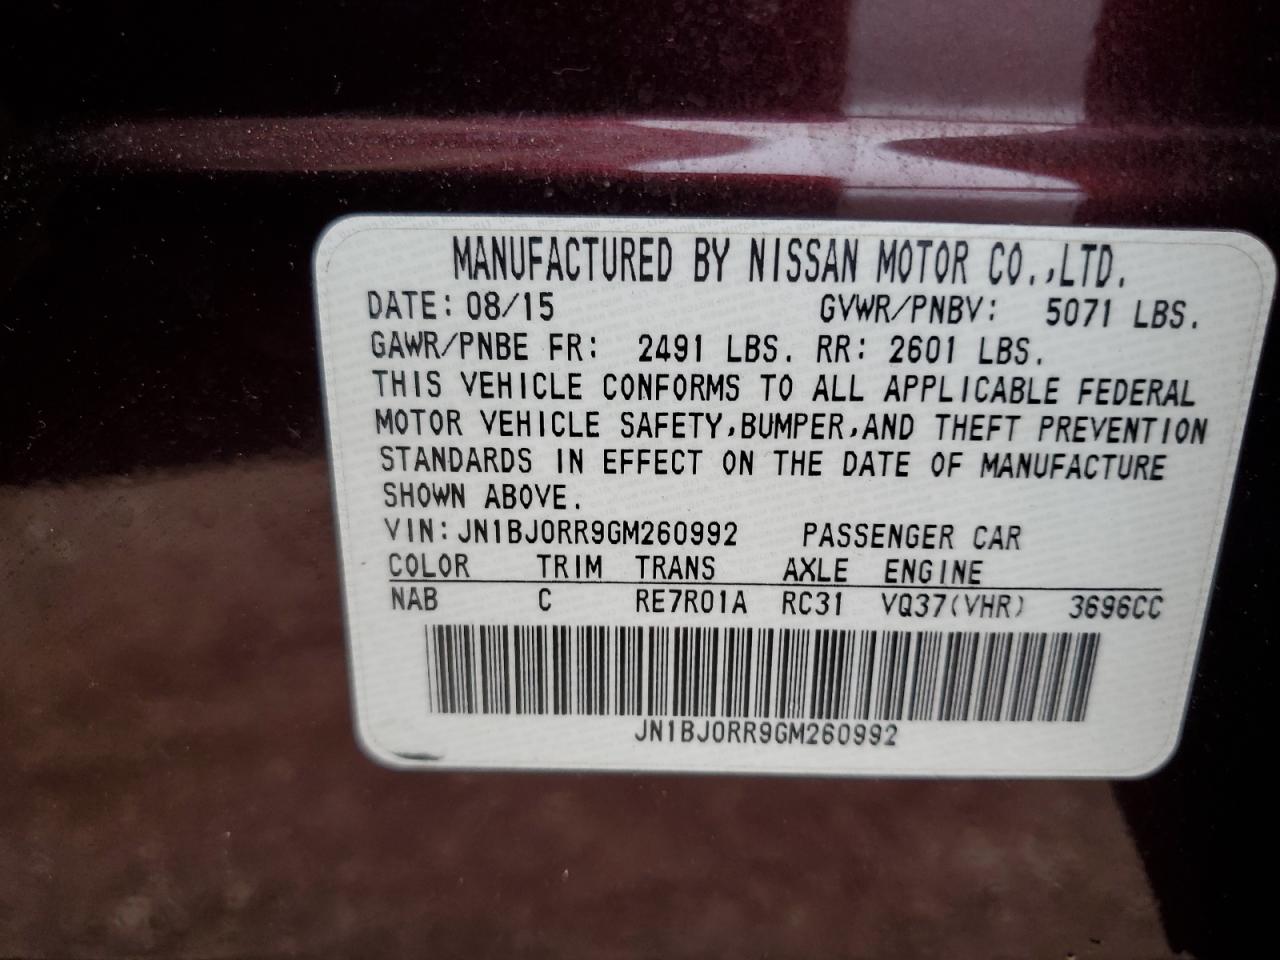 MANUFACTURED BY NISSAN MOTOR CO.,LTD.
DATE: 08/15 GVWR/PNBV: 5071 LBS.
GAWR/PNBE FR: 2491 LBS. RR: 2601 LBS.
THIS VEHICLE CONFORMS TO ALL APPLICABLE FEDERAL
MOTOR VEHICLE SAFETY,BUMPER,AND THEFT PREVENTION
STANDARDS IN EFFECT ON THE DATE OF MANUFACTURE
SHOWN ABOVE.
VIN: JN1BJ0RR9GM260992 PASSENGER CAR
COLOR TRIM TRANS AXLE ENGINE
NAB C RE7R01A RC31 VQ37(VHR) 3696CC
JN1BJ0RR9GM260992